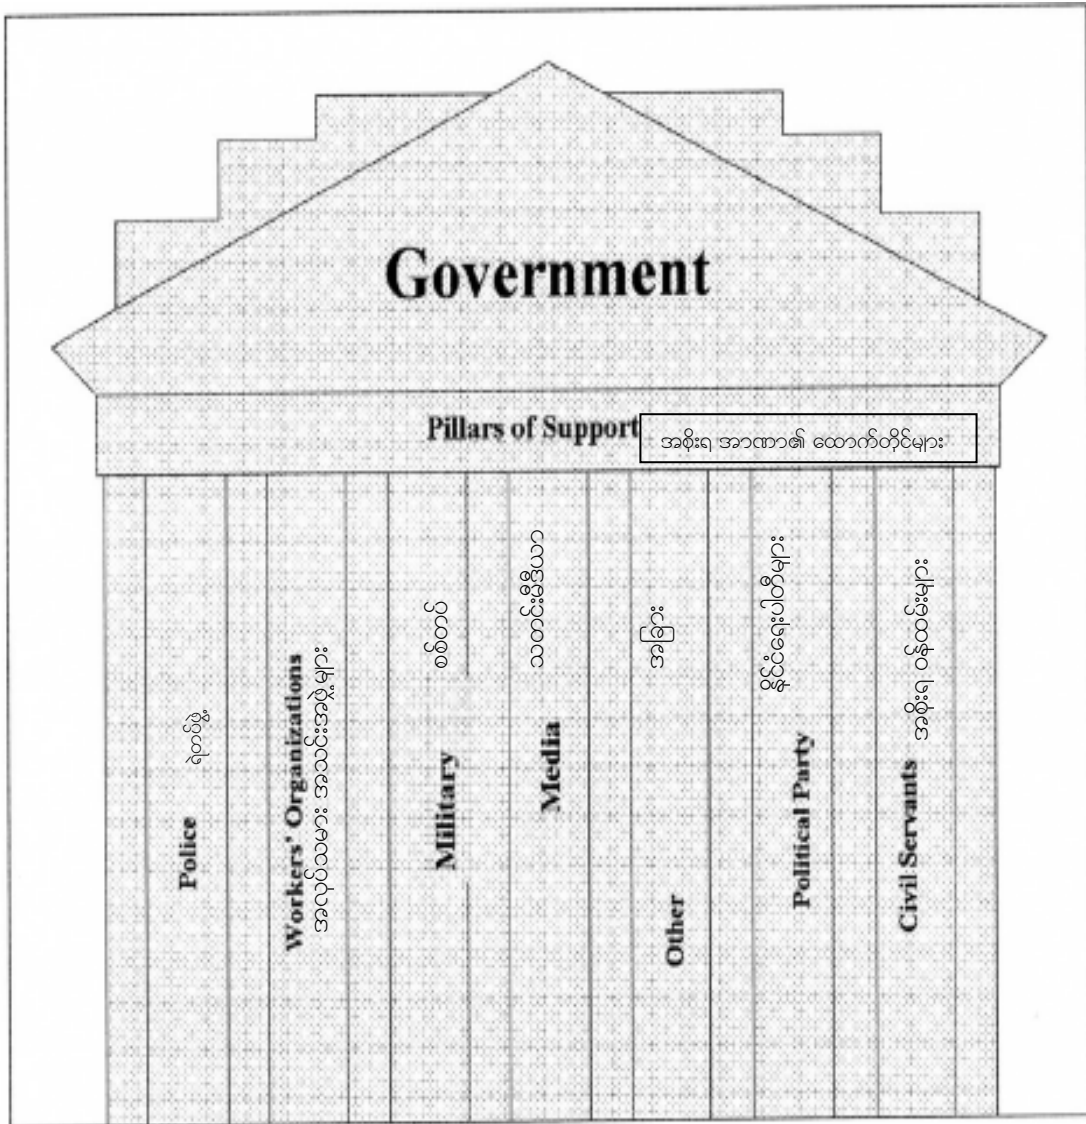 Government
Pillars of Support
အစိုးရ အာဏာ၏ ထောက်တိုင်များ
Police
ရဲတပ်ဖွဲ့
Workers' Organizations
အလုပ်သမား အသင်းအဖွဲ့များ
Military
စစ်တပ်
Media
သတင်းမီဒီယာ
Other
အခြား
Political Party
နိုင်ငံရေးပါတီများ
Civil Servants
အစိုးရ ဝန်ထမ်းများ